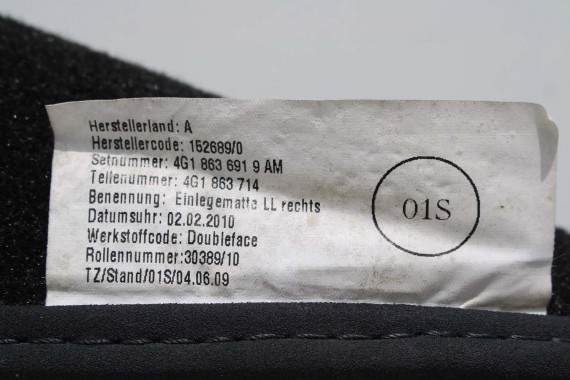 Herstellerland: A
Herstellercode: 152689/0
Setnummer: 4G1 863 691 9 AM
Teilenummer: 4G1 863 714
Benennung: Einlegematte LL rechts
Datumsuhr: 02.02.2010
Werkstoffcode: Doubleface
Rollennummer:30389/10
TZ/Stand/01S/04.06.09
01S